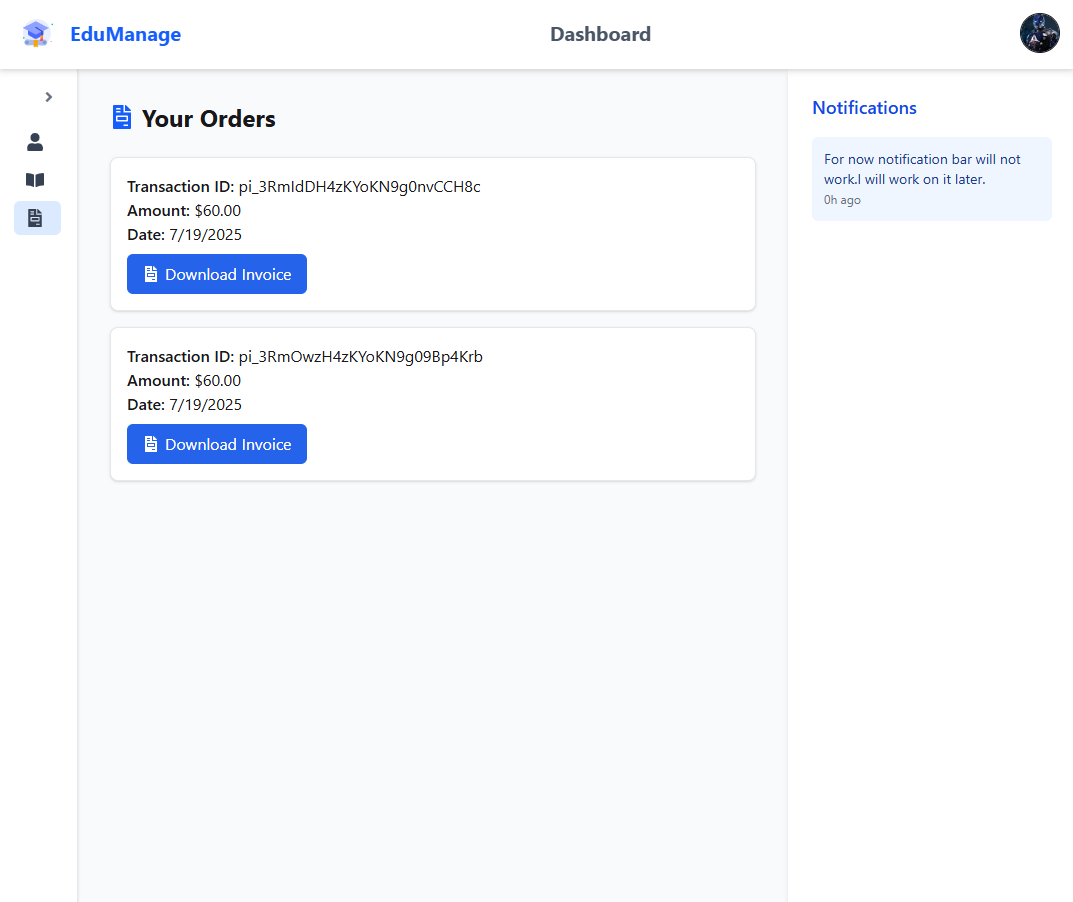 EduManage
Dashboard
Your Orders
Transaction ID: pi_3RmIdDH4zKYoKN9g0nvCCH8c
Amount: $60.00
Date: 7/19/2025
Download Invoice
Transaction ID: pi_3RmOwzH4zKYoKN9g09Bp4Krb
Amount: $60.00
Date: 7/19/2025
Download Invoice
Notifications
For now notification bar will not
work.I will work on it later.
0h ago